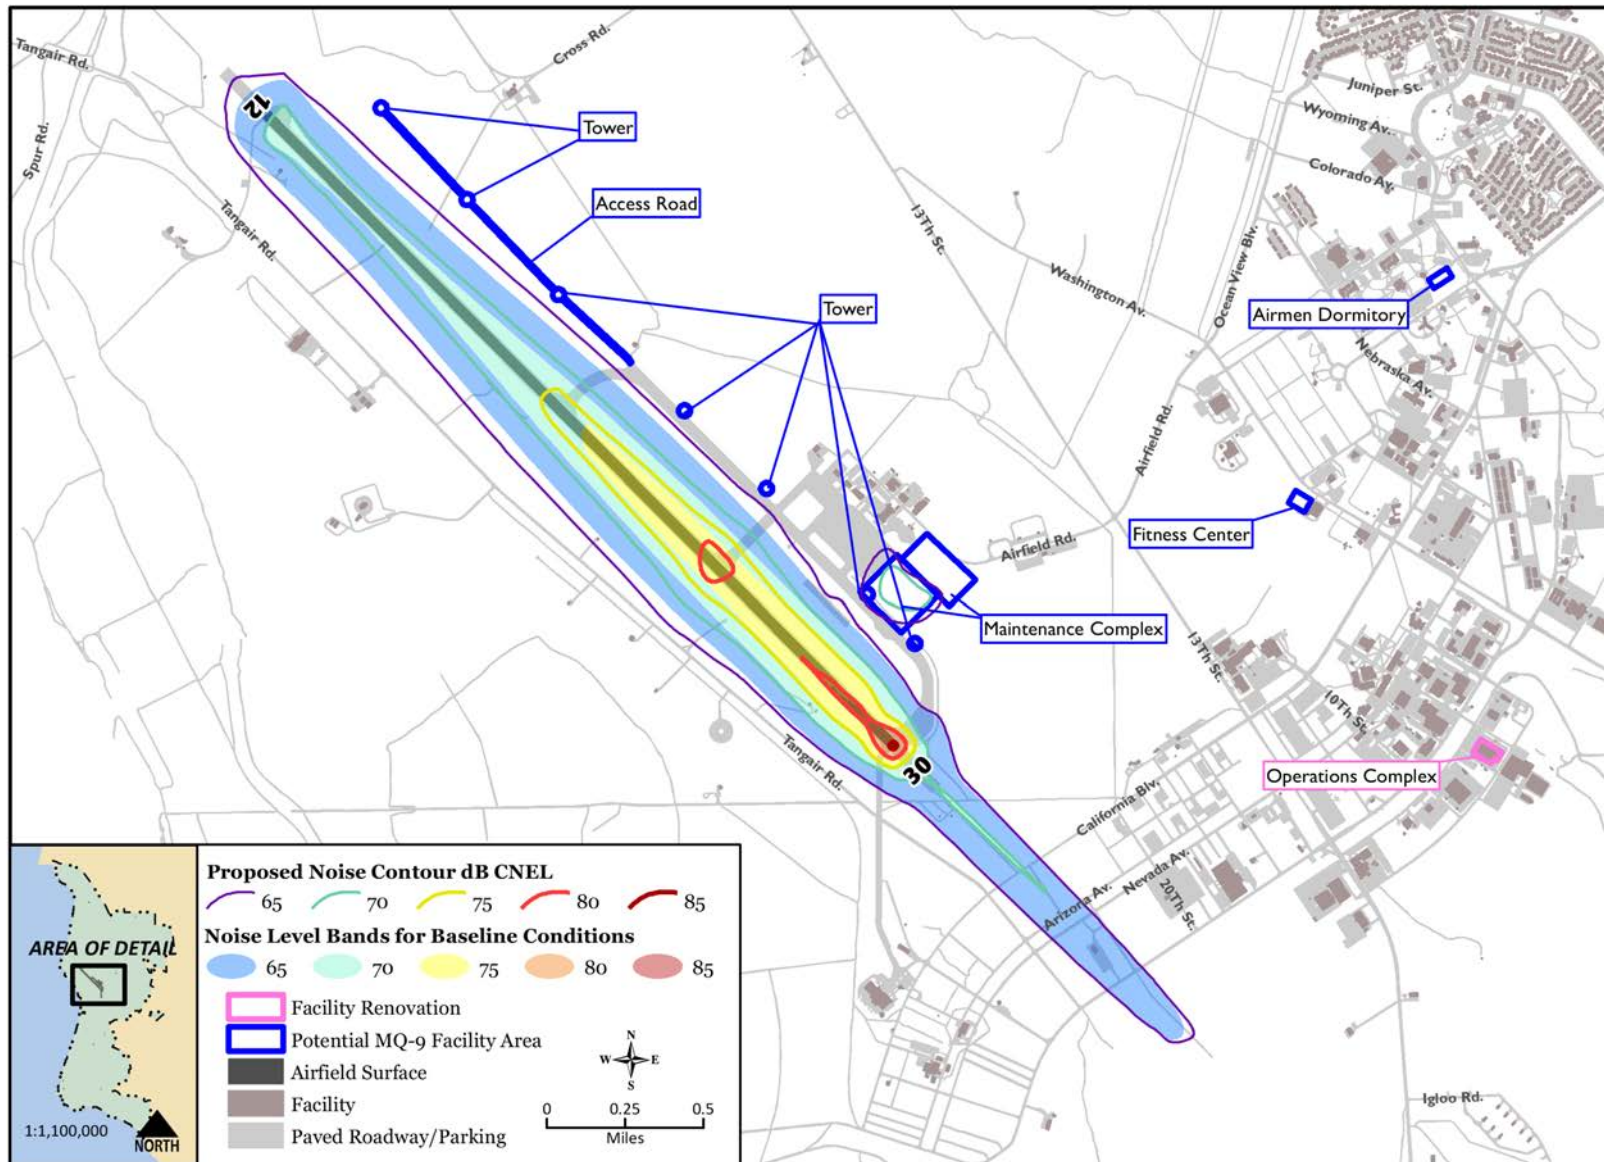 Tangair Rd.
Cross Rd.
Juniper St.
Wyoming Av.
Colorado Av.
12
Tower
Spur Rd.
Access Road
Tangair Rd.
13Th St.
Ocean View Blv.
Washington Av.
Airmen Dormitory
Tower
Nebraska Av.
Airfield Rd.
Fitness Center
Airfield Rd.
Maintenance Complex
13Th St.
10Th St.
Tangair Rd.
30
Operations Complex
California Blv.
Nevada Av.
Arizona Av.
20Th St.
Igloo Rd.
AREA OF DETAIL
1:1,100,000
NORTH
Proposed Noise Contour dB CNEL
65 70 75 80 85
Noise Level Bands for Baseline Conditions
65 70 75 80 85
Facility Renovation
Potential MQ-9 Facility Area
Airfield Surface
Facility
Paved Roadway/Parking
N
W E
S
0 0.25 0.5
Miles